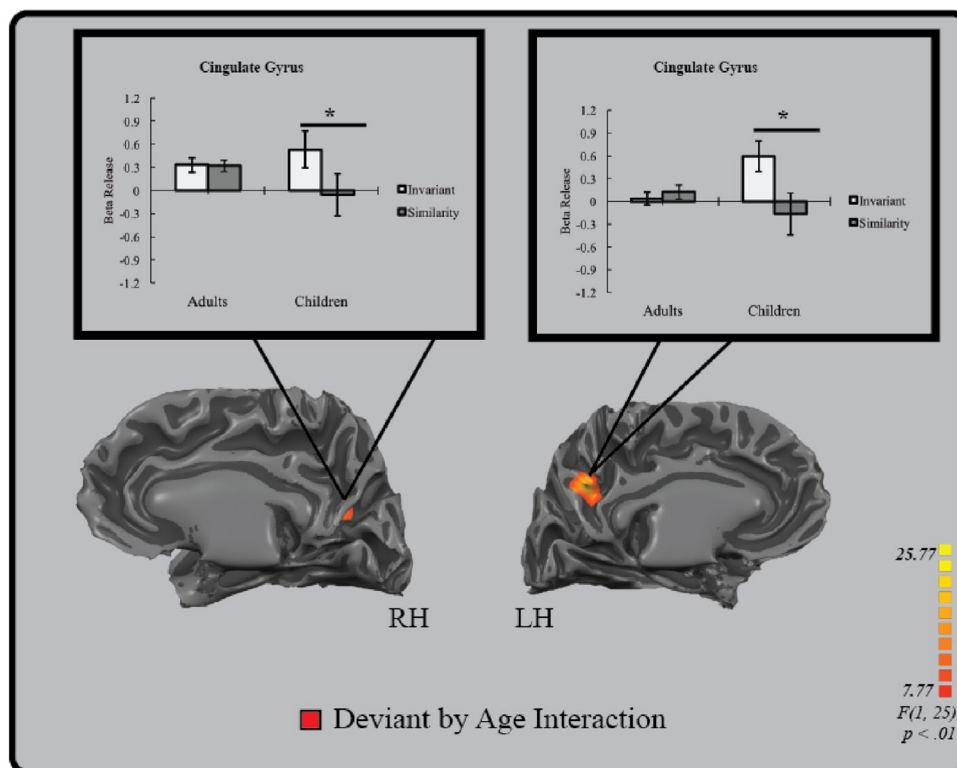 Cingulate Gyrus
1.2
0.9
0.6
0.3
0
-0.3
-0.6
-0.9
-1.2
Beta Release
*
Invariant
Similarity
Adults
Children
Cingulate Gyrus
1.2
0.9
0.6
0.3
0
-0.3
-0.6
-0.9
-1.2
Beta Release
*
Invariant
Similarity
Adults
Children
RH
LH
25.77
7.77
F(1, 25)
p < .01
Deviant by Age Interaction